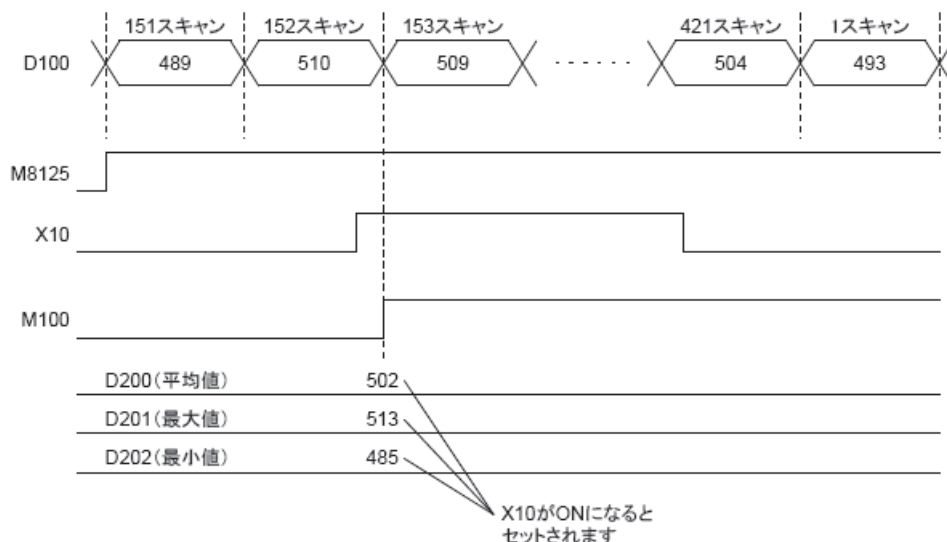 151スキャン 152スキャン 153スキャン 421スキャン 1スキャン
D100 489 510 509 ・・・・・・ 504 493
M8125
X10
M100
D200(平均値) 502
D201(最大値) 513
D202(最小値) 485
X10がONになると
セットされます